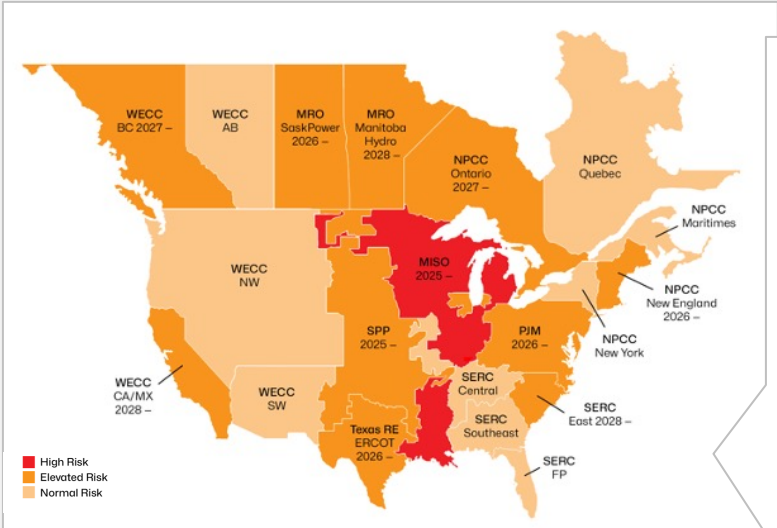 WECC
BC 2027 –
WECC
AB
MRO
SaskPower
2026 –
MRO
Manitoba
Hydro
2028 –
NPCC
Ontario
2027 –
NPCC
Quebec
NPCC
Maritimes
WECC
NW
MISO
2025 –
NPCC
New England
2026 –
SPP
2025 –
PJM
2026 –
NPCC
New York
WECC
CA/MX
2028 –
WECC
SW
SERC
Central
SERC
Southeast
SERC
East 2028 –
Texas RE
ERCOT
2026 –
SERC
FP
High Risk
Elevated Risk
Normal Risk